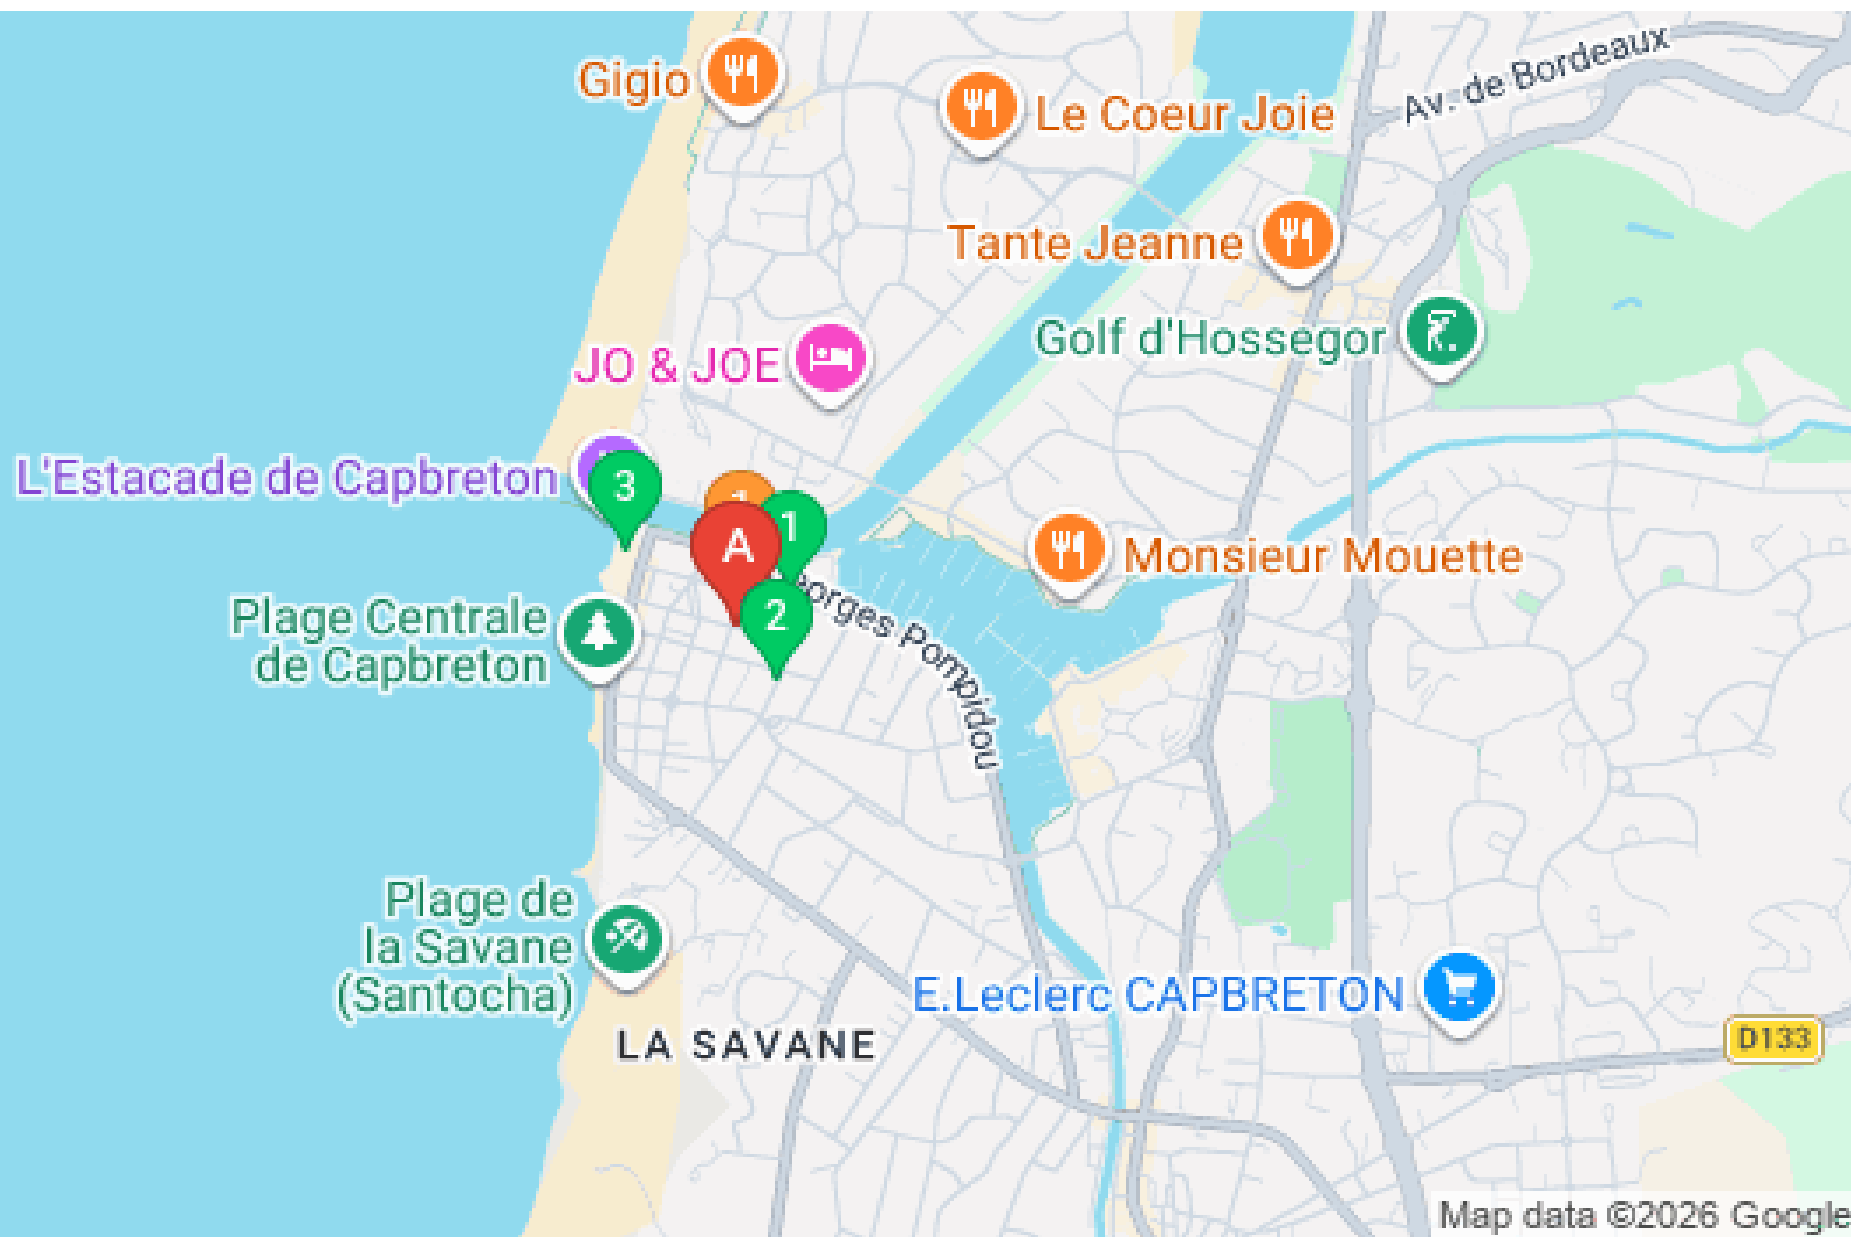 Gigio
Le Coeur Joie
Av. de Bordeaux
Tante Jeanne
Golf d'Hossegor
JO & JOE
L'Estacade de Capbreton
3
1
1
A
2
Georges Pompidou
Monsieur Mouette
Plage Centrale
de Capbreton
Plage de
la Savane
(Santocha)
E.Leclerc CAPBRETON
LA SAVANE
D133
Map data ©2026 Google